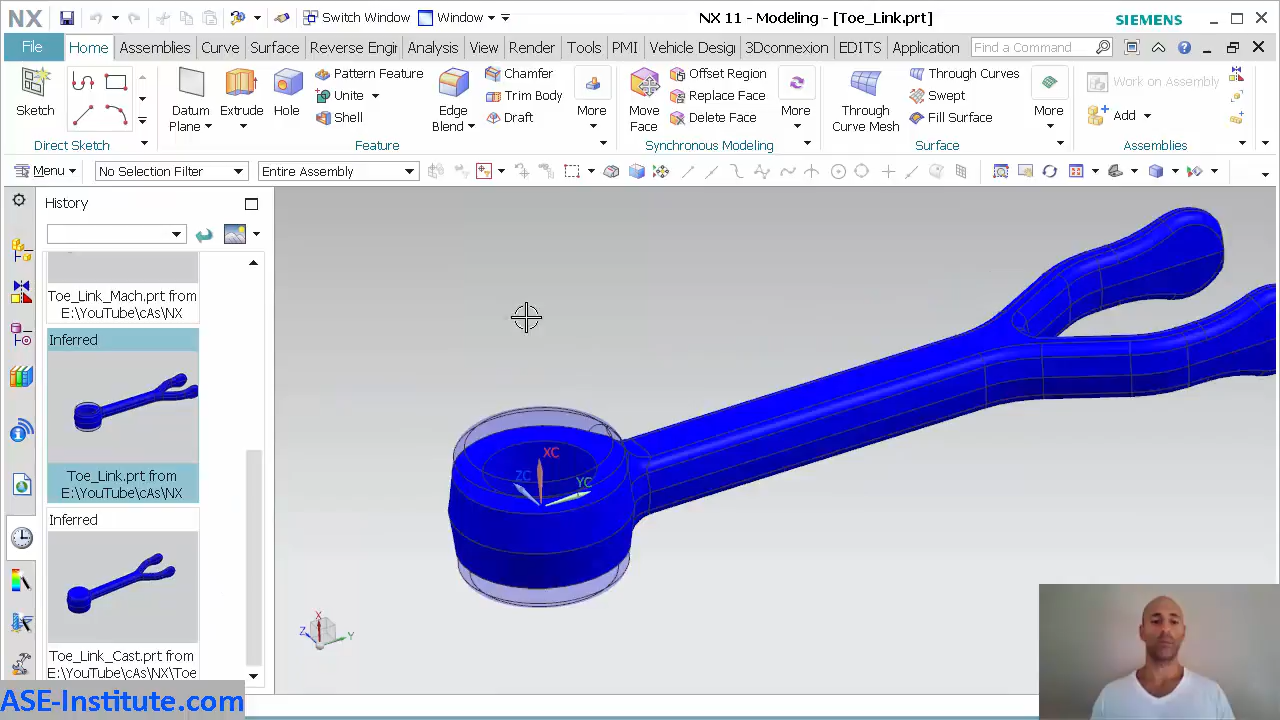 NX
Switch Window
Window
NX 11 - Modeling - [Toe_Link.prt]
SIEMENS
File
Home
Assemblies
Curve
Surface
Reverse Engi
Analysis
View
Render
Tools
PMI
Vehicle Desig
3Dconnexion
EDITS
Application
Find a Command
Sketch
Direct Sketch
Datum
Plane
Extrude
Hole
Pattern Feature
Unite
Shell
Edge
Blend
Chamfer
Trim Body
Draft
More
Feature
Move
Face
Offset Region
Replace Face
Delete Face
More
Synchronous Modeling
Through
Curve Mesh
Through Curves
Swept
Fill Surface
More
Surface
Work on Assembly
Add
Assemblies
Menu
No Selection Filter
Entire Assembly
History
Toe_Link_Mach.prt from
E:\YouTube\cAs\NX
Inferred
Toe_Link.prt from
E:\YouTube\cAs\NX
Inferred
Toe_Link_Cast.prt from
E:\YouTube\cAs\NX\Toe
XC
ZC
YC
X
Z
Y
ASE-Institute.com